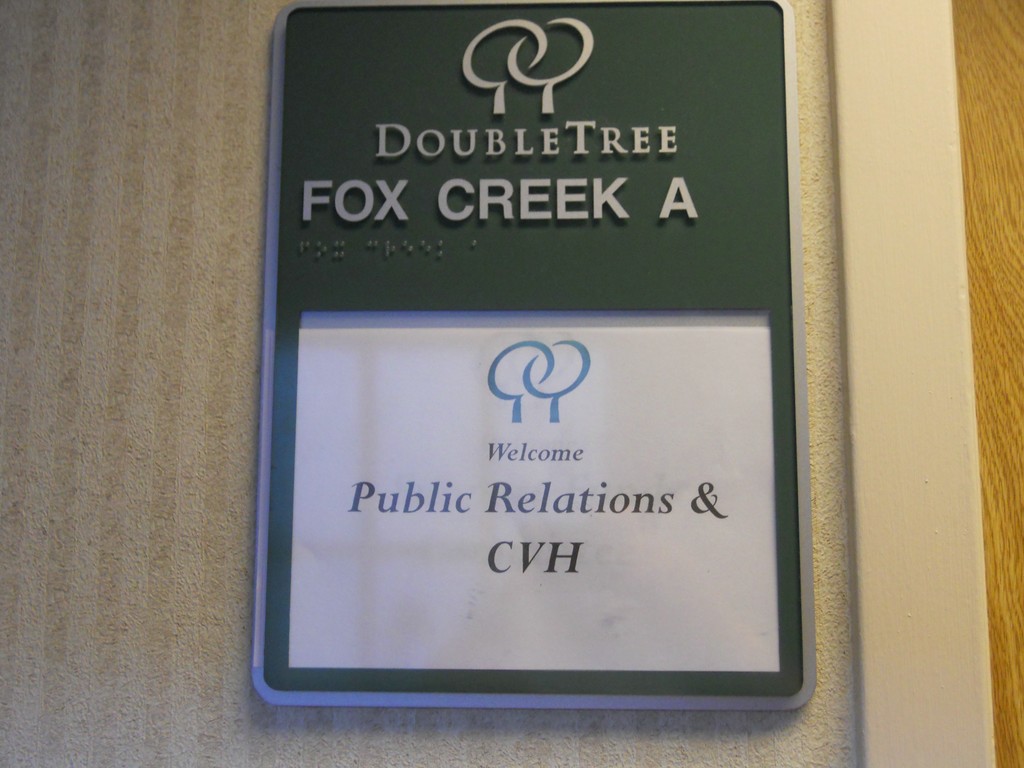 DOUBLETREE
FOX CREEK A
Welcome
Public Relations &
CVH